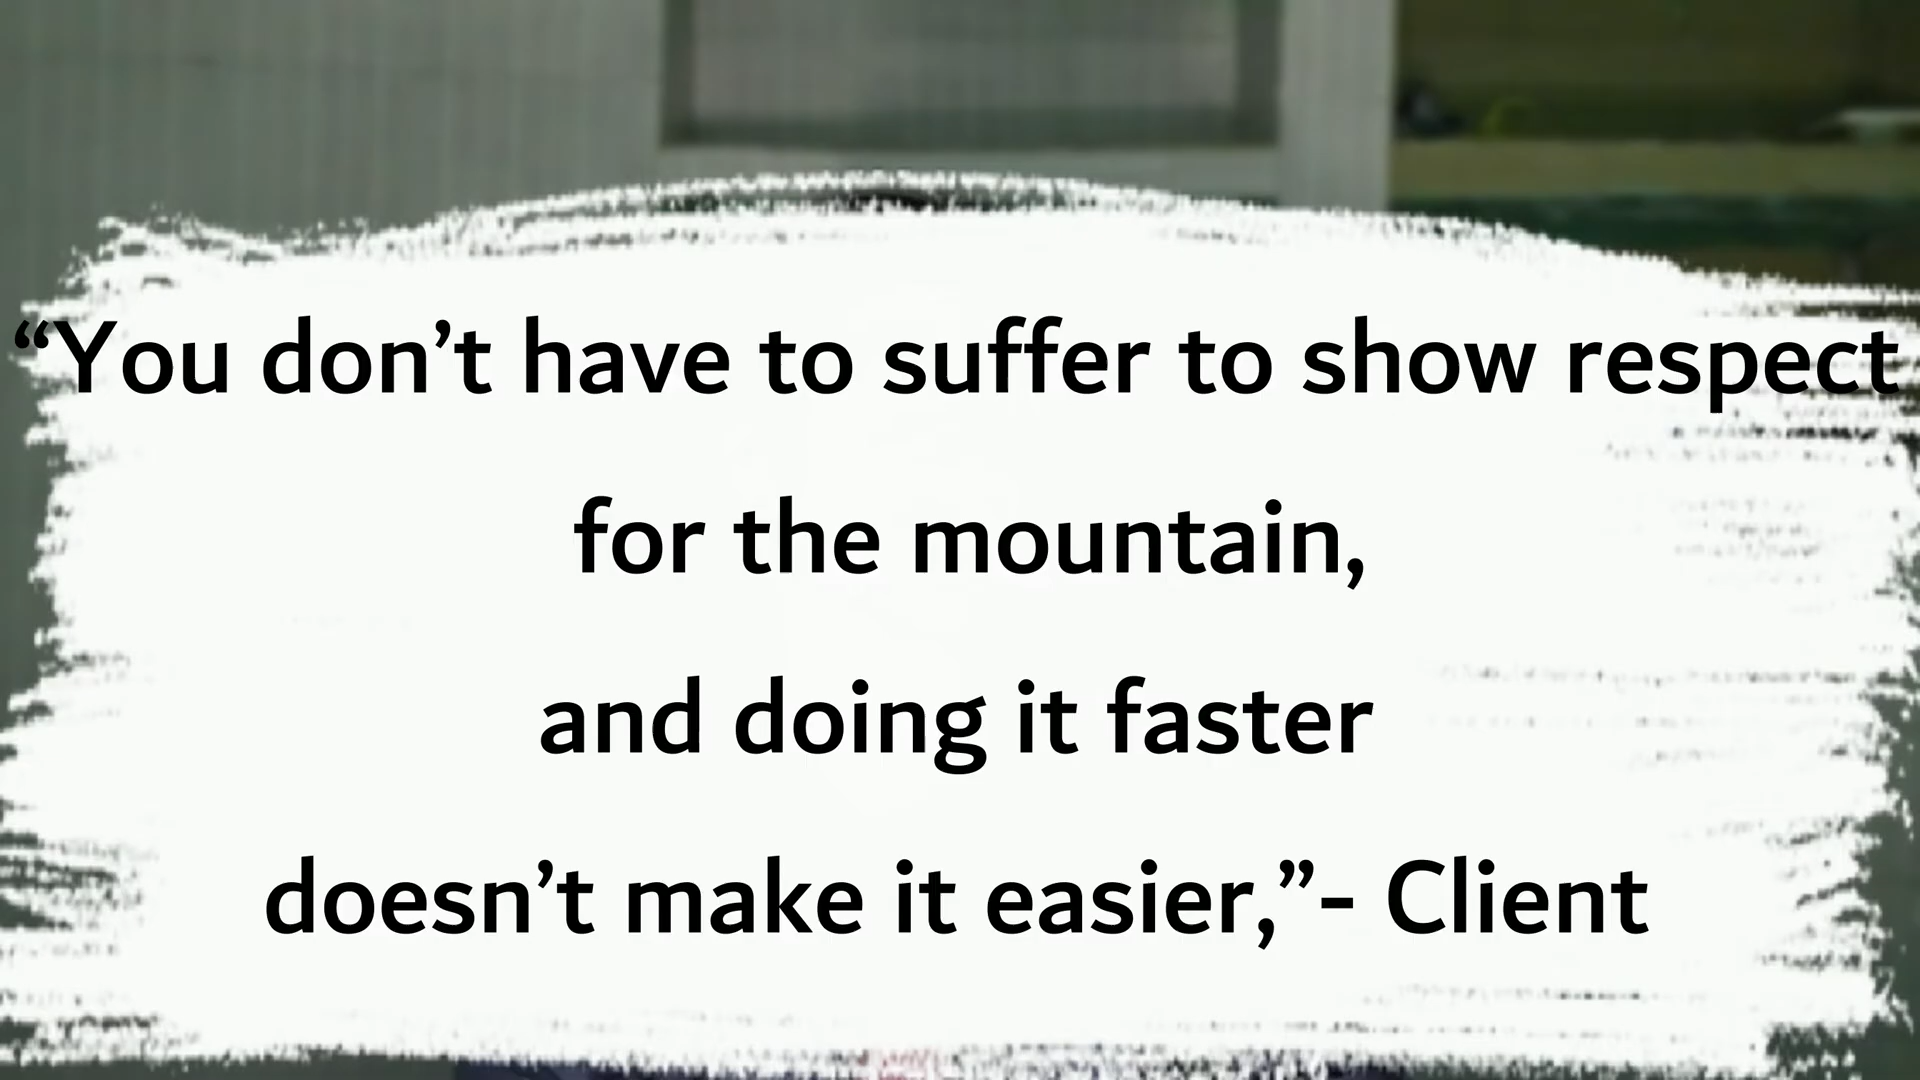 “You don’t have to suffer to show respect
for the mountain,
and doing it faster
doesn’t make it easier,”- Client